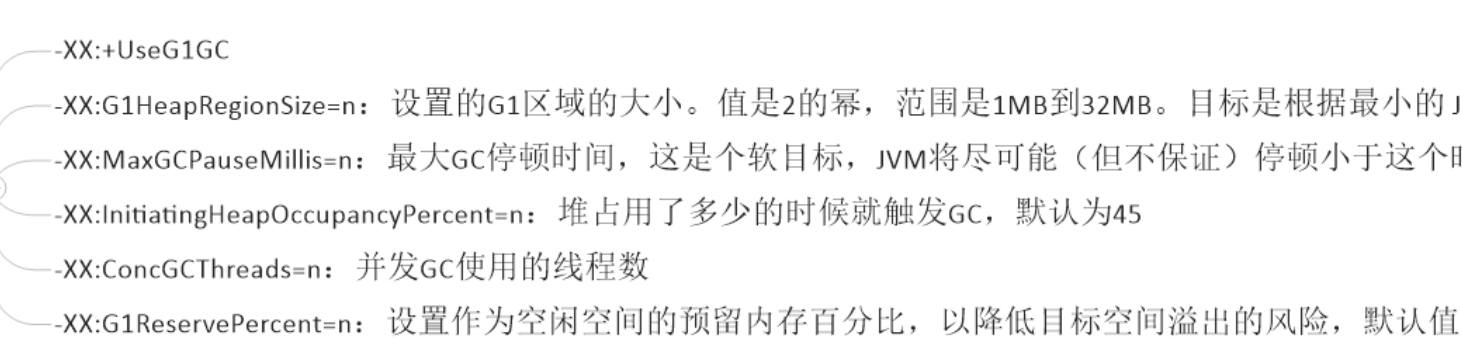 -XX:+UseG1GC
-XX:G1HeapRegionSize=n：设置的G1区域的大小。值是2的幂，范围是1MB到32MB。目标是根据最小的 J
-XX:MaxGCPauseMillis=n：最大GC停顿时间，这是个软目标，JVM将尽可能（但不保证）停顿小于这个
-XX:InitiatingHeapOccupancyPercent=n：堆占用了多少的时候就触发GC，默认为45
-XX:ConcGCThreads=n：并发GC使用的线程数
-XX:G1ReservePercent=n：设置作为空闲空间的预留内存百分比，以降低目标空间溢出的风险，默认值